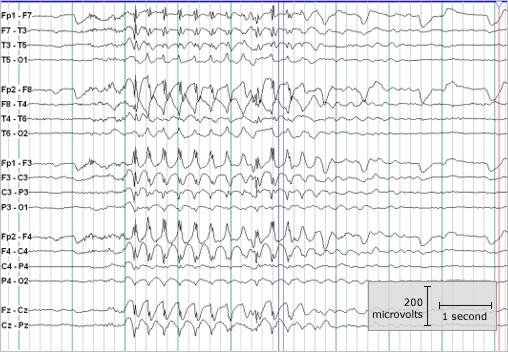 Fp1 - F7
F7 - T3
T3 - T5
T5 - O1
Fp2 - F8
F8 - T4
T4 - T6
T6 - O2
Fp1 - F3
F3 - C3
C3 - P3
P3 - O1
Fp2 - F4
F4 - C4
C4 - P4
P4 - O2
Fz - Cz
Cz - Pz
200
microvolts
1 second